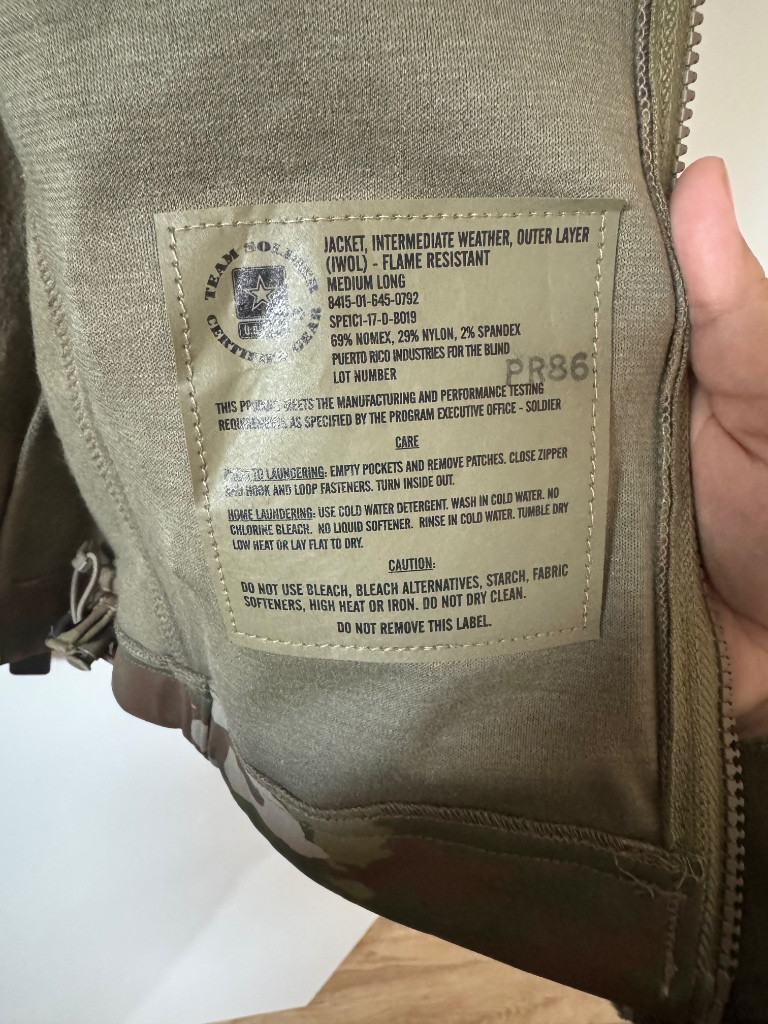 TEAM SOLDIER
CERTIFIED GEAR
JACKET, INTERMEDIATE WEATHER, OUTER LAYER
(IWOL) - FLAME RESISTANT
MEDIUM LONG
8415-01-645-0792
SPE1C1-17-D-B019
69% NOMEX, 29% NYLON, 2% SPANDEX
PUERTO RICO INDUSTRIES FOR THE BLIND
LOT NUMBER PR86
THIS PRODUCT MEETS THE MANUFACTURING AND PERFORMANCE TESTING
REQUIREMENTS AS SPECIFIED BY THE PROGRAM EXECUTIVE OFFICE - SOLDIER
CARE
PRIOR TO LAUNDERING: EMPTY POCKETS AND REMOVE PATCHES. CLOSE ZIPPER
AND HOOK AND LOOP FASTENERS. TURN INSIDE OUT.
HOME LAUNDERING: USE COLD WATER DETERGENT. WASH IN COLD WATER. NO
CHLORINE BLEACH. NO LIQUID SOFTENER. RINSE IN COLD WATER. TUMBLE DRY
LOW HEAT OR LAY FLAT TO DRY.
CAUTION:
DO NOT USE BLEACH, BLEACH ALTERNATIVES, STARCH, FABRIC
SOFTENERS, HIGH HEAT OR IRON. DO NOT DRY CLEAN.
DO NOT REMOVE THIS LABEL.